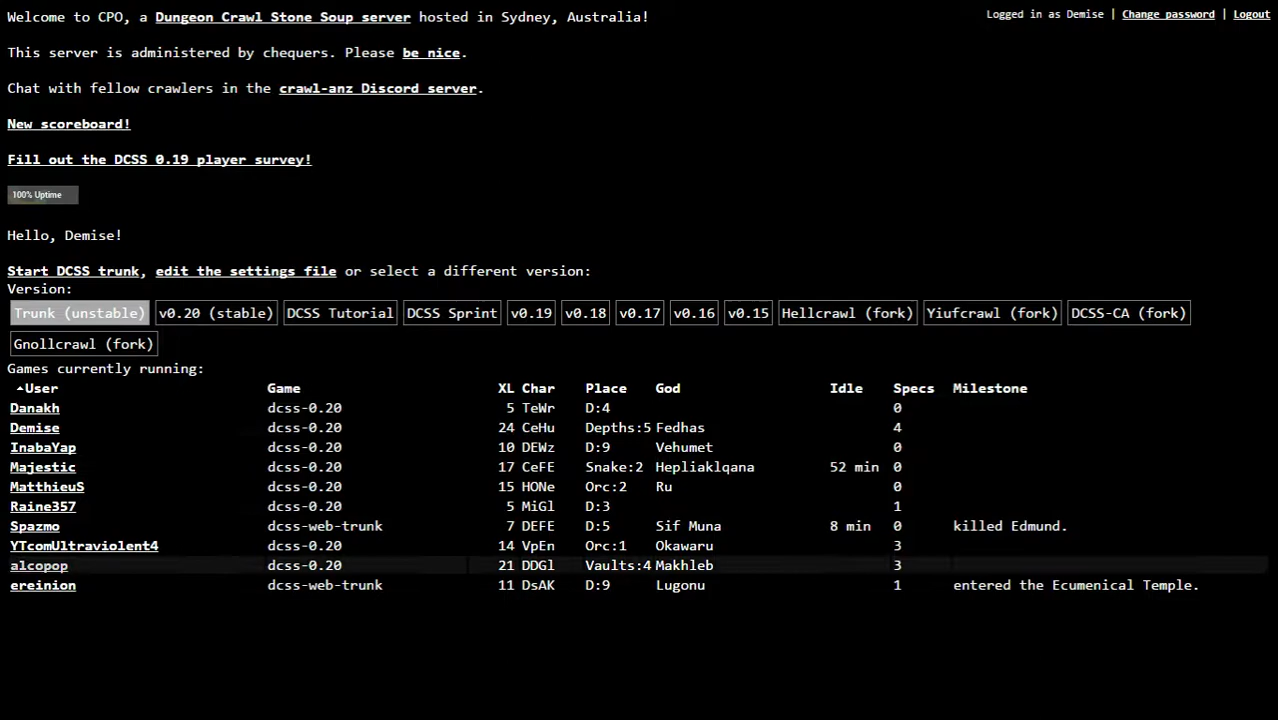 Welcome to CPO, a Dungeon Crawl Stone Soup server hosted in Sydney, Australia!
Logged in as Demise | Change password | Logout
This server is administered by chequers. Please be nice.
Chat with fellow crawlers in the crawl-anz Discord server.
New scoreboard!
Fill out the DCSS 0.19 player survey!
100% Uptime
Hello, Demise!
Start DCSS trunk, edit the settings file or select a different version:
Version:
Trunk (unstable) v0.20 (stable) DCSS Tutorial DCSS Sprint v0.19 v0.18 v0.17 v0.16 v0.15 Hellcrawl (fork) Yiufcrawl (fork) DCSS-CA (fork)
Gnollcrawl (fork)
Games currently running:
User Game XL Char Place God Idle Specs Milestone
Danakh dcss-0.20 5 TeWr D:4 0
Demise dcss-0.20 24 CeHu Depths:5 Fedhas 4
InabaYap dcss-0.20 10 DEWz D:9 Vehumet 0
Majestic dcss-0.20 17 CeFE Snake:2 Hepliaklqana 52 min 0
MatthieuS dcss-0.20 15 HONe Orc:2 Ru 0
Raine357 dcss-0.20 5 MiGl D:3 1
Spazmo dcss-web-trunk 7 DEFE D:5 Sif Muna 8 min 0 killed Edmund.
YTcomUltraviolent4 dcss-0.20 14 VpEn Orc:1 Okawaru 3
alcopop dcss-0.20 21 DDGl Vaults:4 Makhleb 3
ereinion dcss-web-trunk 11 DsAK D:9 Lugonu 1 entered the Ecumenical Temple.